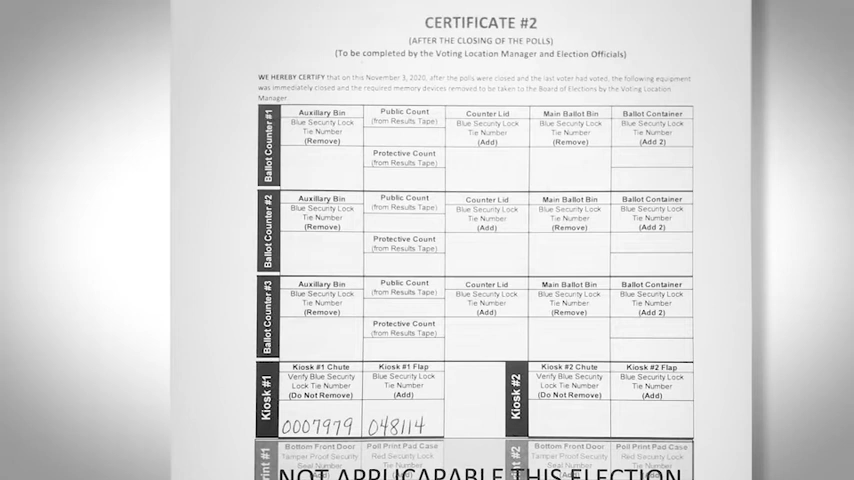 CERTIFICATE #2
(AFTER THE CLOSING OF THE POLLS)
(To be completed by the Voting Location Manager and Election Officials)
WE HEREBY CERTIFY that on this November 3, 2020, after the polls were closed and the last voter had voted, the following equipment
was immediately closed and the required memory devices removed to be taken to the Board of Elections by the Voting Location
Manager
Ballot Counter #1
Auxillary Bin
Blue Security Lock
Tie Number
(Remove)
Public Count
(from Results Tape)
Protective Count
(from Results Tape)
Counter Lid
Blue Security Lock
Tie Number
(Add)
Main Ballot Bin
Blue Security Lock
Tie Number
(Remove)
Ballot Container
Blue Security Lock
Tie Number
(Add 2)
Ballot Counter #2
Auxillary Bin
Blue Security Lock
Tie Number
(Remove)
Public Count
(from Results Tape)
Protective Count
(from Results Tape)
Counter Lid
Blue Security Lock
Tie Number
(Add)
Main Ballot Bin
Blue Security Lock
Tie Number
(Remove)
Ballot Container
Blue Security Lock
Tie Number
(Add 2)
Ballot Counter #3
Auxillary Bin
Blue Security Lock
Tie Number
(Remove)
Public Count
(from Results Tape)
Protective Count
(from Results Tape)
Counter Lid
Blue Security Lock
Tie Number
(Add)
Main Ballot Bin
Blue Security Lock
Tie Number
(Remove)
Ballot Container
Blue Security Lock
Tie Number
(Add 2)
Kiosk #1
Kiosk #1 Chute
Verify Blue Security
Lock Tie Number
(Do Not Remove)
0007979
Kiosk #1 Flap
Blue Security Lock
Tie Number
(Add)
048114
Kiosk #2
Kiosk #2 Chute
Verify Blue Security
Lock Tie Number
(Do Not Remove)
Kiosk #2 Flap
Blue Security Lock
Tie Number
(Add)
Bottom Front Door
Tamper Proof Security
Seal Number
Poll Print Pad Case
Red Security Lock
Tie Number
Bottom Front Door
Tamper Proof Security
Seal Number
Poll Print Pad Case
Red Security Lock
Tie Number
NOT APPLICAPABLE THIS ELECTION